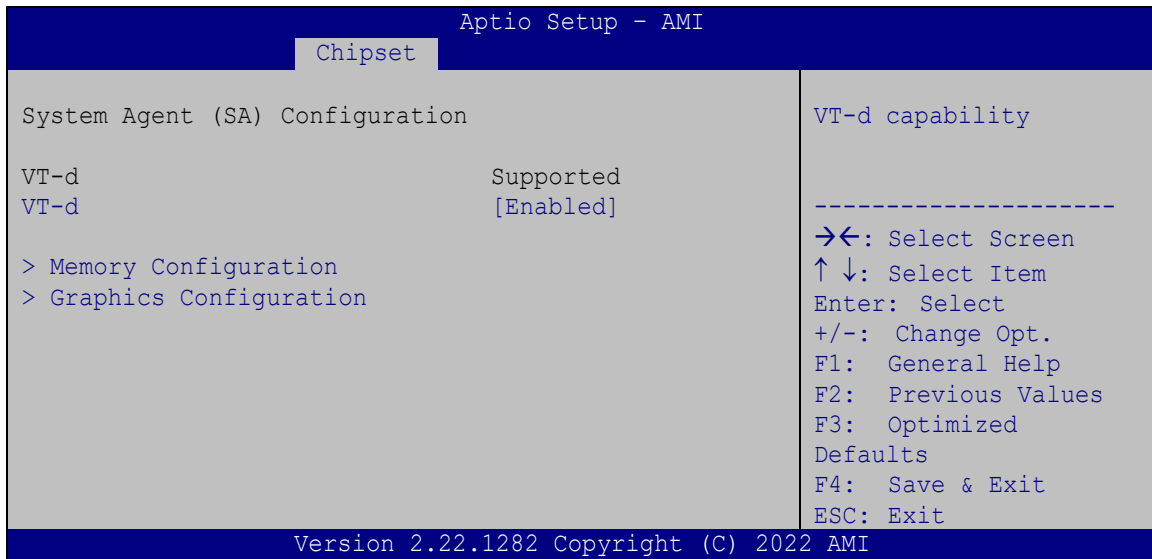 Aptio Setup – AMI
Chipset
System Agent (SA) Configuration
VT-d Supported
VT-d [Enabled]
> Memory Configuration
> Graphics Configuration
VT-d capability
---------------------
→←: Select Screen
↑ ↓: Select Item
Enter: Select
+/-: Change Opt.
F1: General Help
F2: Previous Values
F3: Optimized
Defaults
F4: Save & Exit
ESC: Exit
Version 2.22.1282 Copyright (C) 2022 AMI